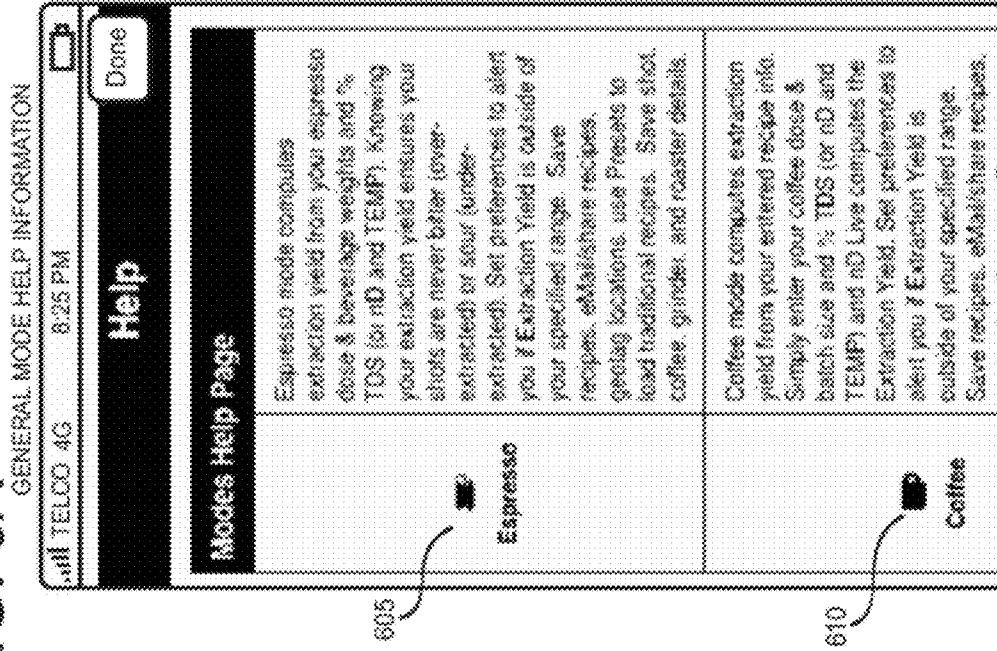 GENERAL MODE HELP INFORMATION
TELCO 4G 8:25 PM
Help
Done
Modes Help Page
605
Espresso
Espresso mode computes
extraction yield from your espresso
dose & beverage weights and %
TDS (or nD and TEMP). Knowing
your extraction yield ensures your
shots are never bitter (over-
extracted) or sour (under-
extracted). Set preferences to alert
you if Extraction Yield is outside of
your specified range. Save
recipes, eMail/share recipes,
geotag locations, use Presets to
load traditional recipes. Save shot,
coffee, grinder, and roaster details.
610
Coffee
Coffee mode computes extraction
yield from your entered recipe info.
Simply enter your coffee dose &
batch size and % TDS (or nD and
TEMP) and nD Live computes the
Extraction Yield. Set preferences to
alert you if Extraction Yield is
outside of your specified range.
Save recipes, eMail/share recipes,